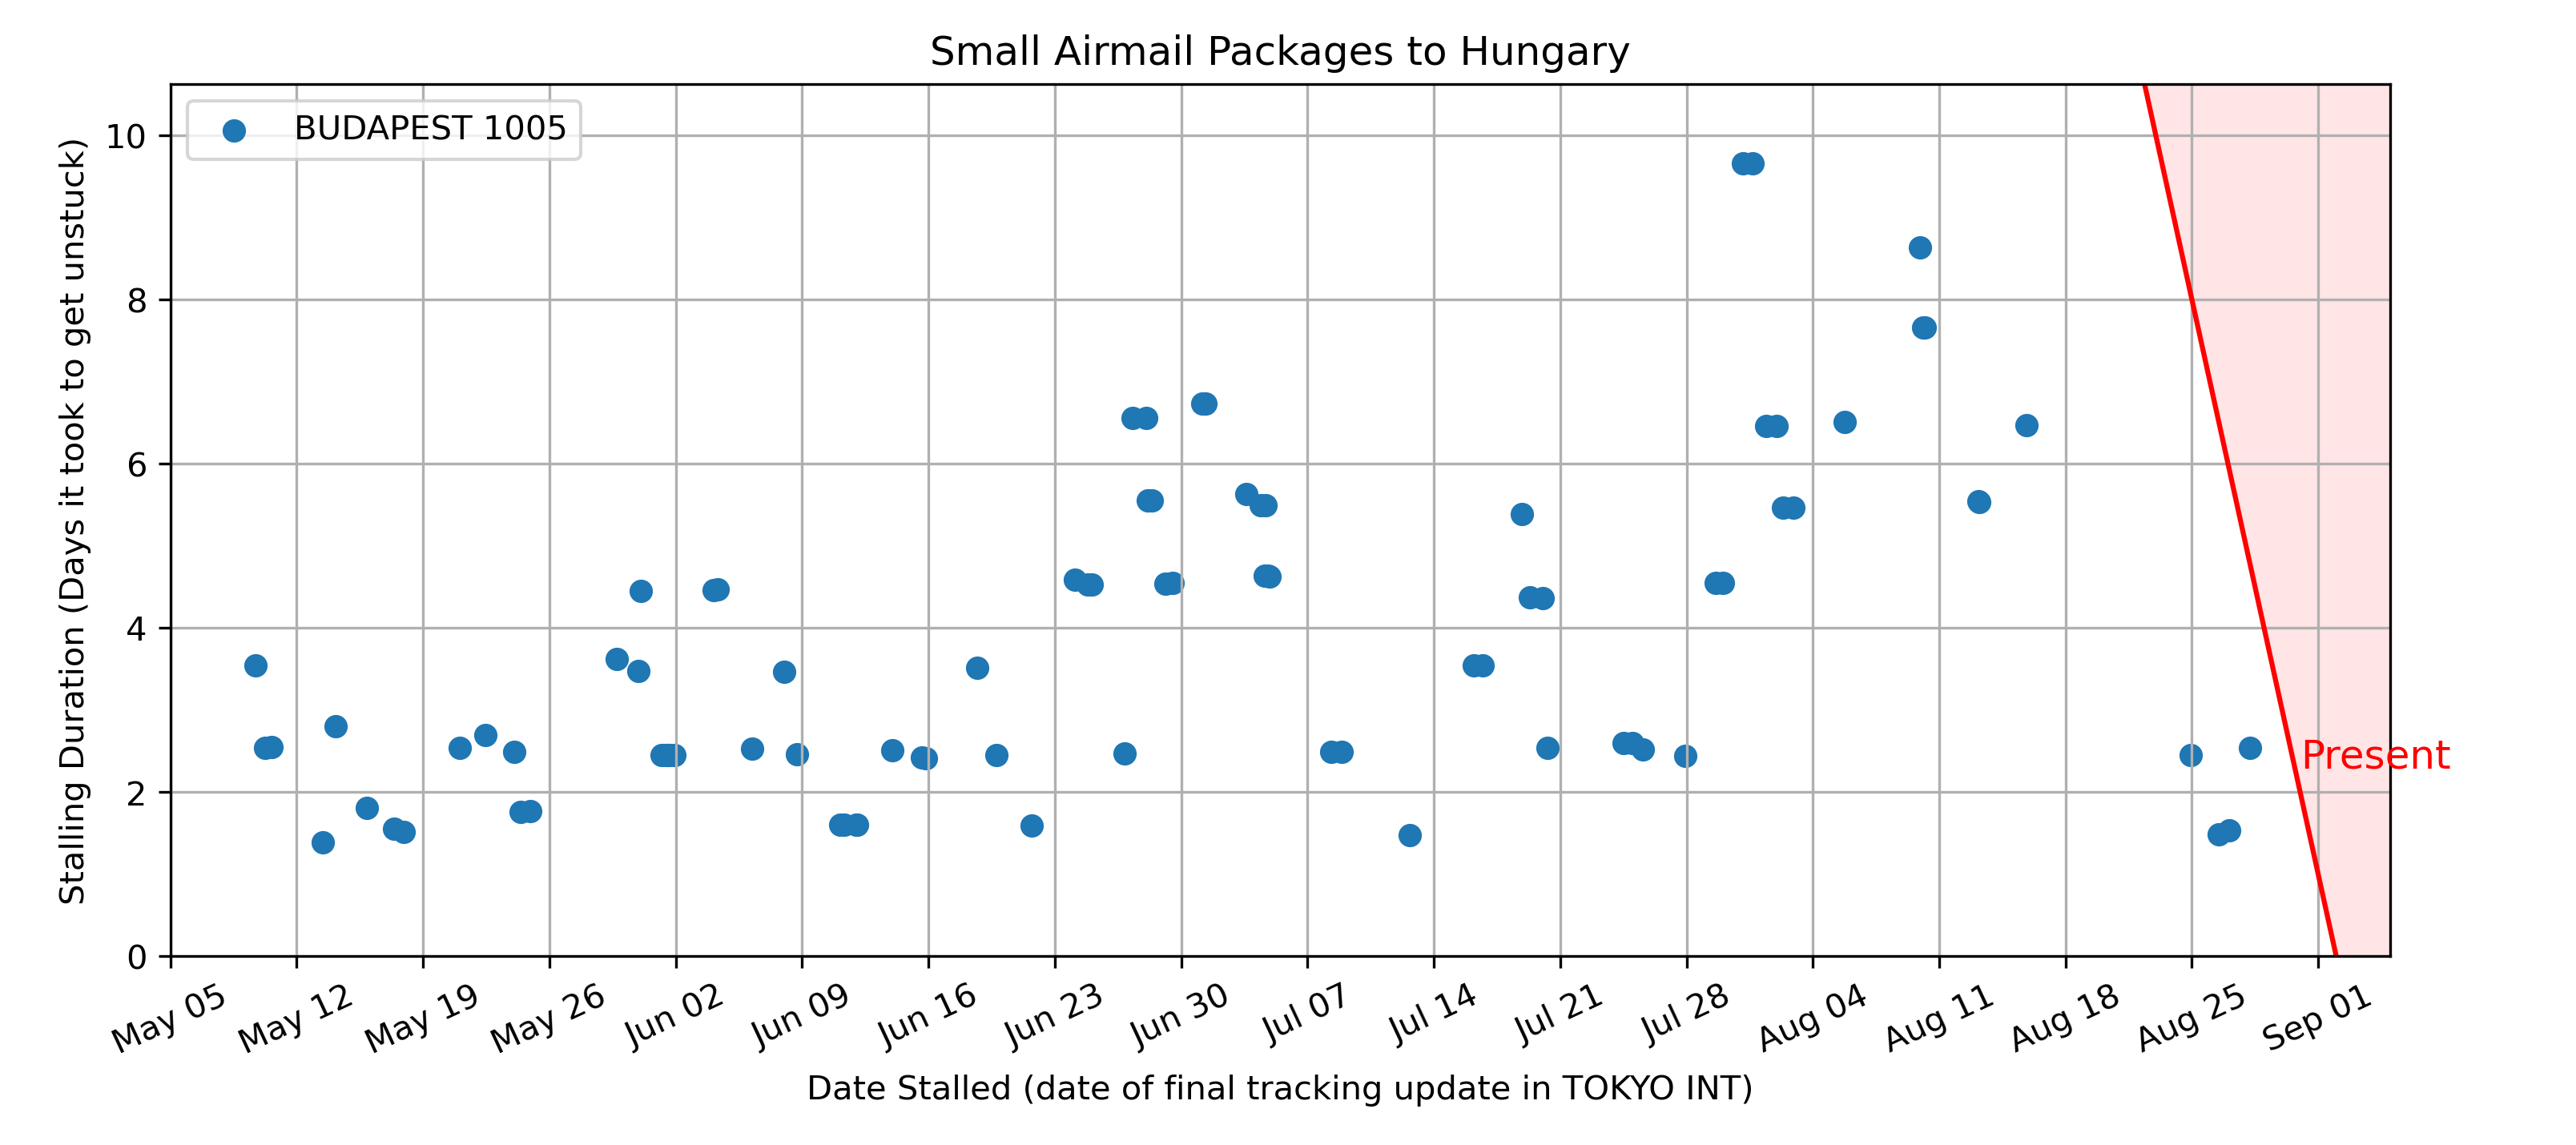 Small Airmail Packages to Hungary
BUDAPEST 1005
Stalling Duration (Days it took to get unstuck)
10
8
6
4
2
0
Present
May 05
May 12
May 19
May 26
Jun 02
Jun 09
Jun 16
Jun 23
Jun 30
Jul 07
Jul 14
Jul 21
Jul 28
Aug 04
Aug 11
Aug 18
Aug 25
Sep 01
Date Stalled (date of final tracking update in TOKYO INT)